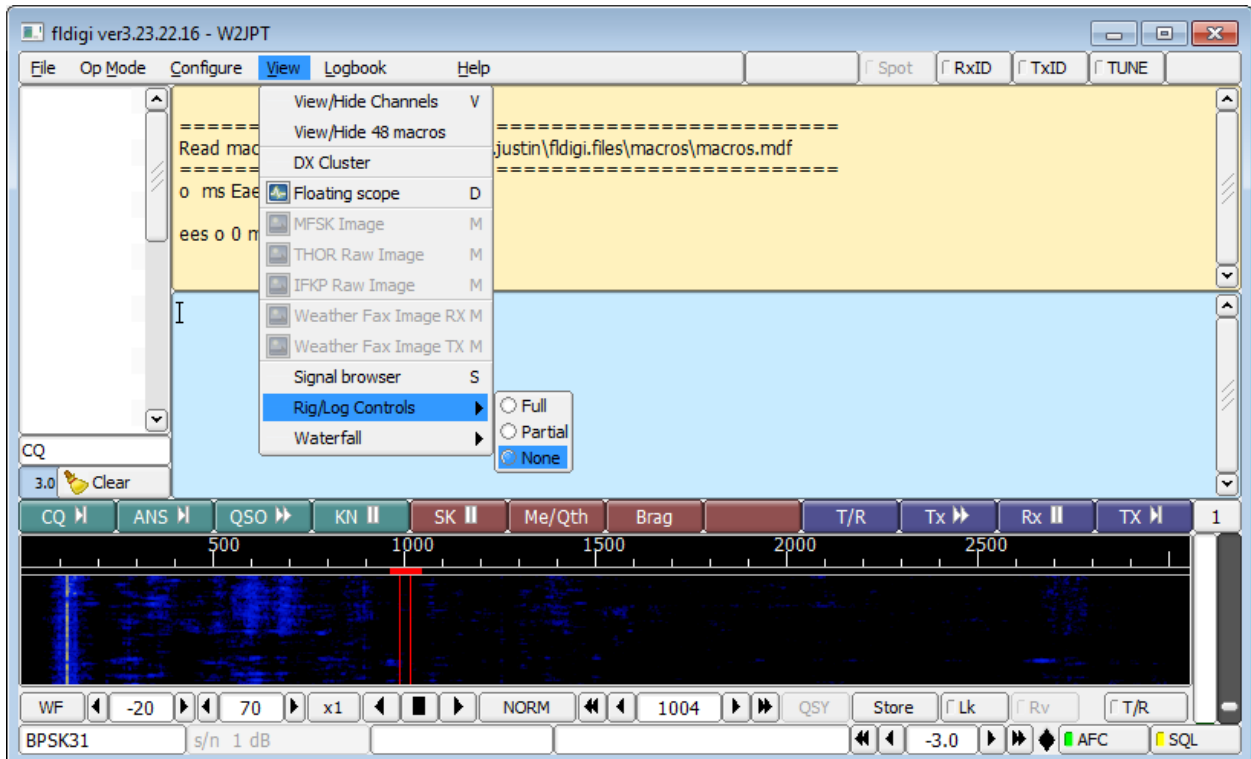 fldigi ver3.23.22.16 - W2JPT
File Op Mode Configure View Logbook Help Spot RxID TxID TUNE
View/Hide Channels V
View/Hide 48 macros
DX Cluster
Floating scope D
MFSK Image M
THOR Raw Image M
IFKP Raw Image M
Weather Fax Image RX M
Weather Fax Image TX M
Signal browser S
Rig/Log Controls
Waterfall
Full
Partial
None
===========================
Read mac .justin\fldigi.files\macros\macros.mdf
===========================
o ms Eae
ees o 0 m
CQ
3.0 Clear
CQ ANS QSO KN SK Me/Qth Brag T/R Tx Rx TX 1
500 1000 1500 2000 2500
WF -20 70 x1 NORM 1004 QSY Store Lk Rv T/R
BPSK31 s/n 1 dB -3.0 AFC SQL